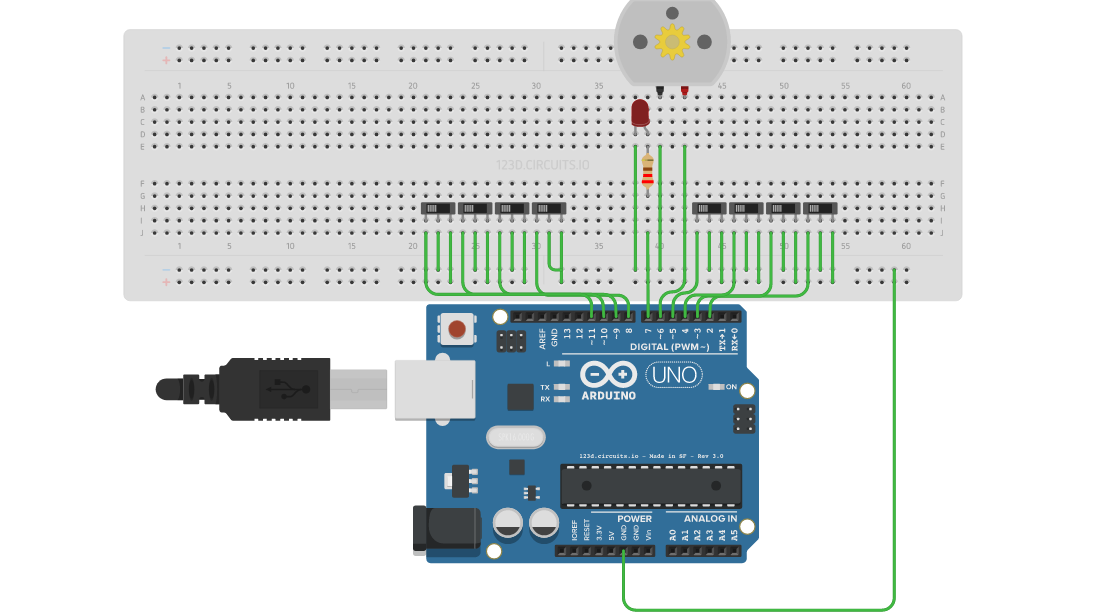 − −
+ +
1 5 10 15 20 25 30 35 40 45 50 55 60
A A
B B
C C
D D
E E
123D.CIRCUITS.IO
F F
G G
H H
I I
J J
1 5 10 15 20 25 30 35 40 45 50 55 60
− −
+ +
AREF GND 13 12 ~11 ~10 ~9 8 7 ~6 ~5 4 ~3 2 TX→1 RX←0
DIGITAL (PWM~)
L
TX
RX
ARDUINO
UNO
ON
123d.circuits.io - Made in SF - Rev 3.0
POWER
ANALOG IN
IOREF RESET 3.3V 5V GND GND Vin A0 A1 A2 A3 A4 A5